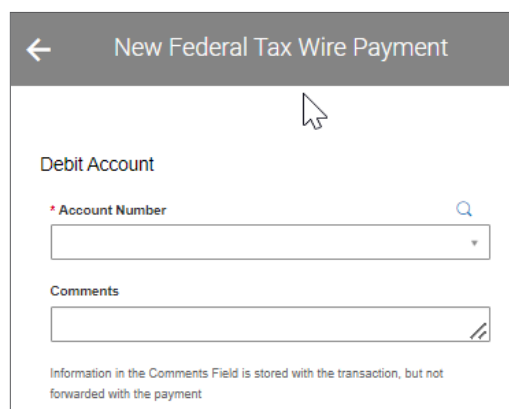 New Federal Tax Wire Payment
Debit Account
* Account Number
Comments
Information in the Comments Field is stored with the transaction, but not
forwarded with the payment